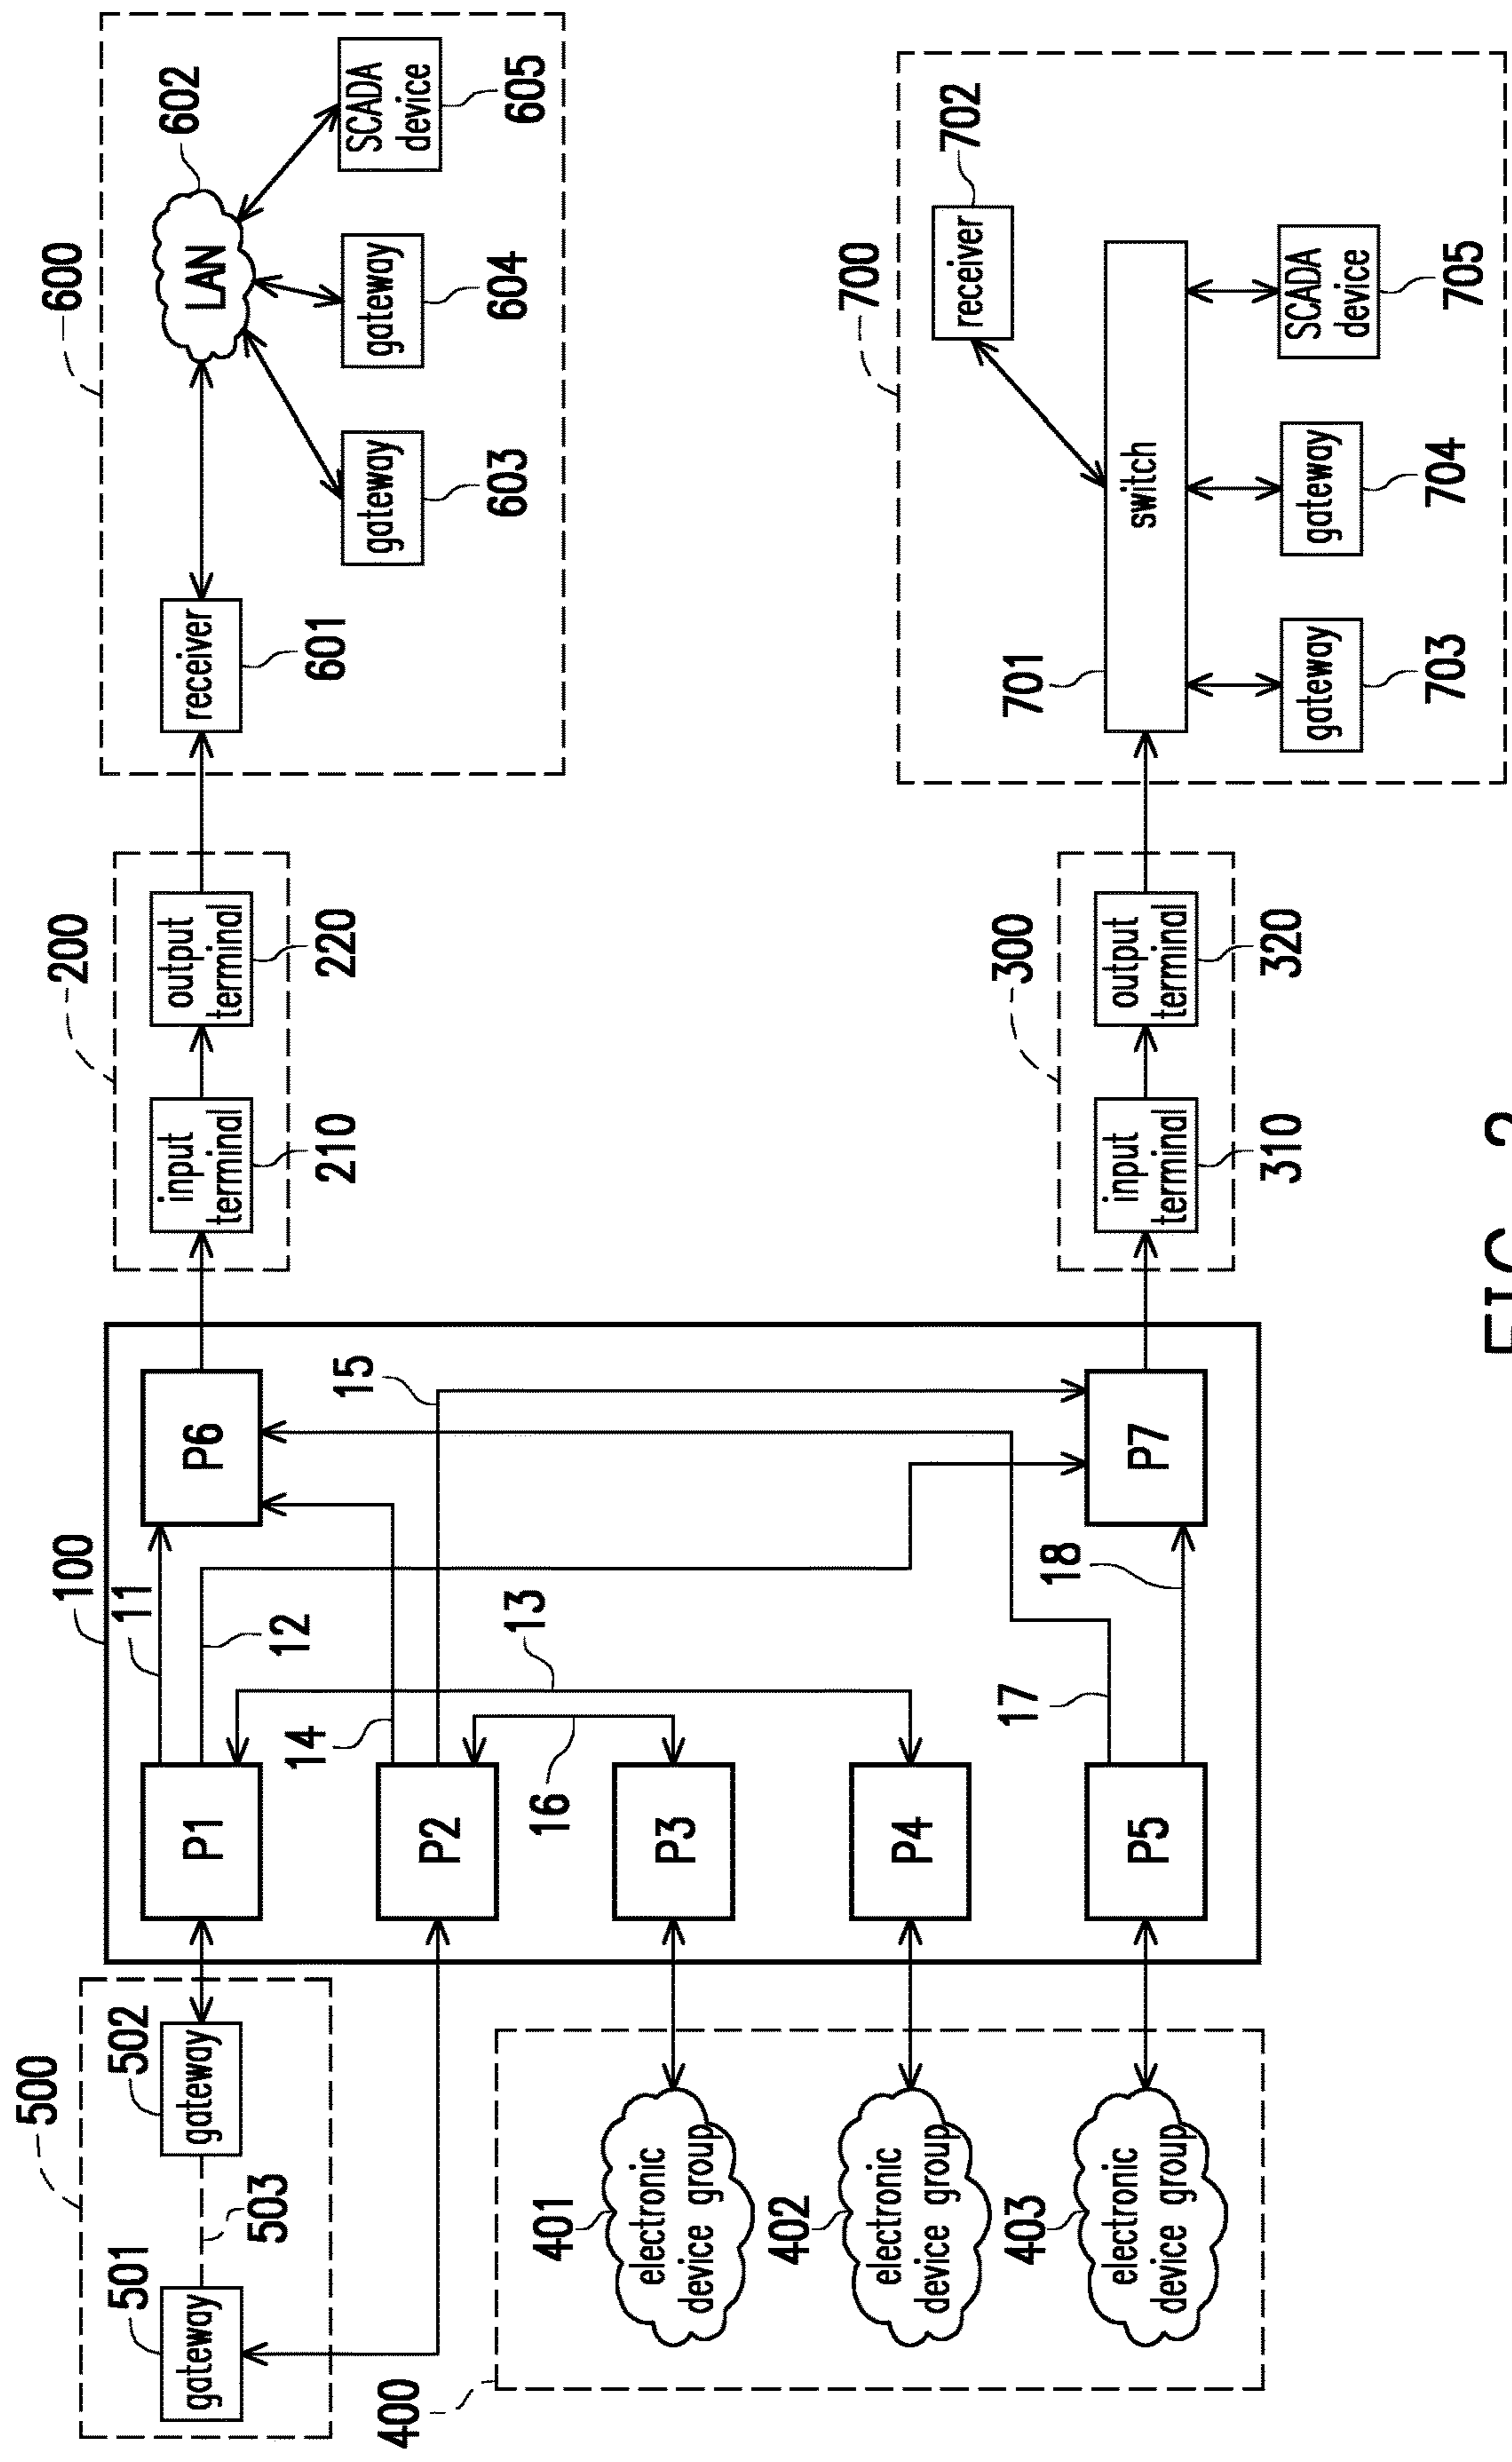 500
501
gateway
503
502
gateway
400
401
electronic
device group
402
electronic
device group
403
electronic
device group
100
P1
P2
P3
P4
P5
P6
P7
11
12
13
14
15
16
17
18
200
input
terminal
210
output
terminal
220
300
input
terminal
310
output
terminal
320
600
receiver
601
LAN
602
gateway
603
gateway
604
SCADA
device
605
700
701
switch
receiver
702
gateway
703
gateway
704
SCADA
device
705